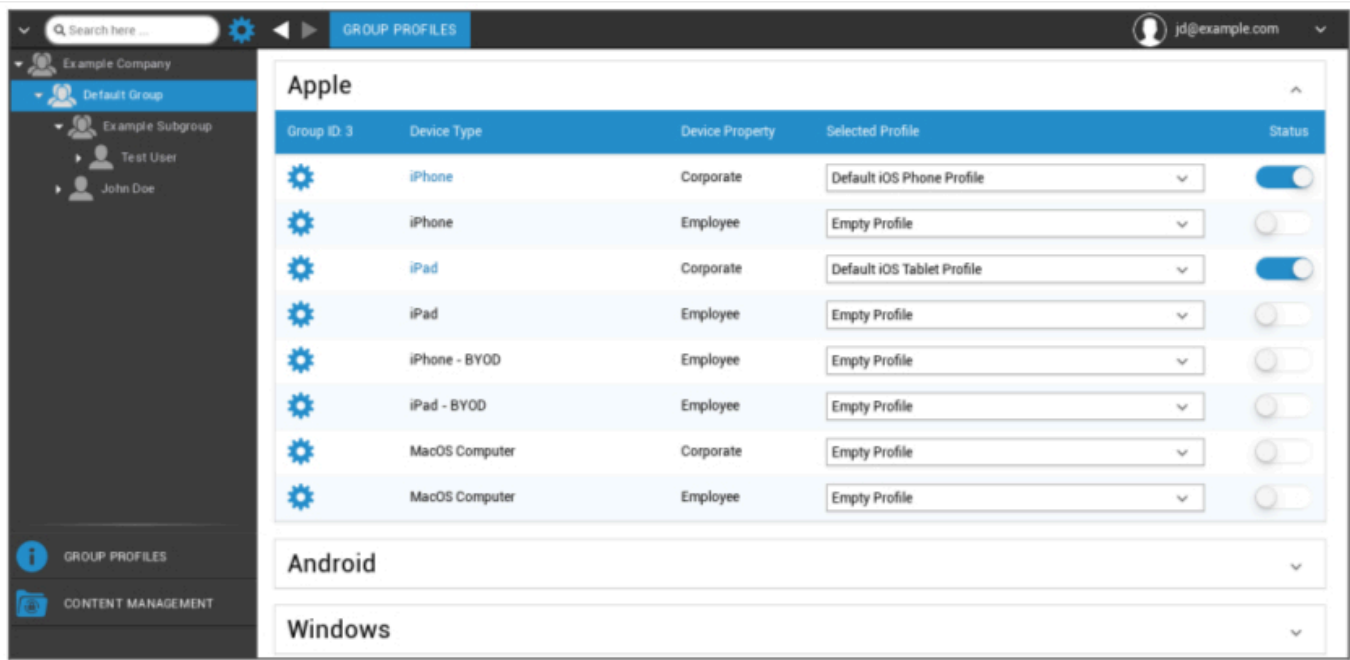 Search here ...
GROUP PROFILES
jd@example.com
Example Company
Default Group
Example Subgroup
Test User
John Doe
GROUP PROFILES
CONTENT MANAGEMENT
Apple
Group ID: 3 Device Type Device Property Selected Profile Status
iPhone Corporate Default iOS Phone Profile
iPhone Employee Empty Profile
iPad Corporate Default iOS Tablet Profile
iPad Employee Empty Profile
iPhone - BYOD Employee Empty Profile
iPad - BYOD Employee Empty Profile
MacOS Computer Corporate Empty Profile
MacOS Computer Employee Empty Profile
Android
Windows